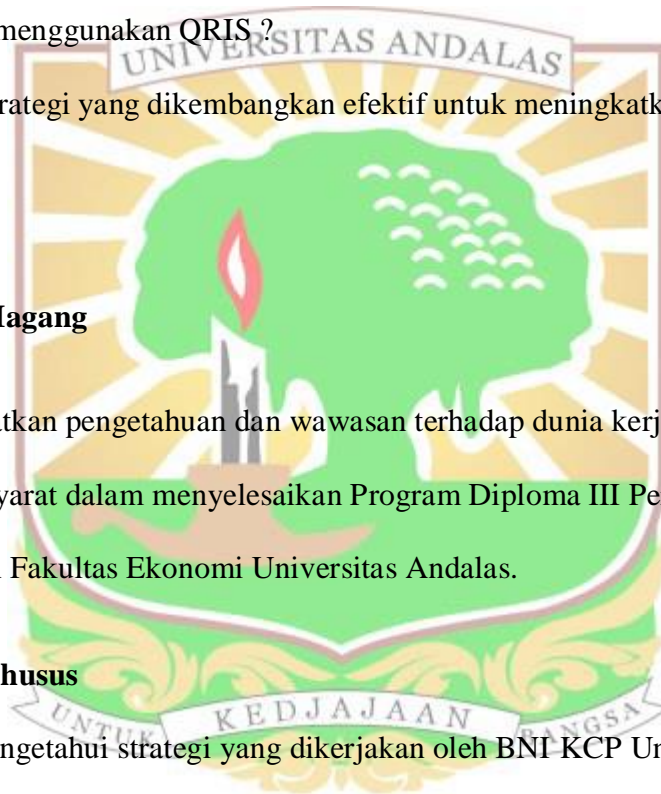 menggunakan QRIS ?
UNIVERSITAS ANDALAS
rategi yang dikembangkan efektif untuk meningkatk
Magang
atkan pengetahuan dan wawasan terhadap dunia kerj
yarat dalam menyelesaikan Program Diploma III Pe
Fakultas Ekonomi Universitas Andalas.
husus
UNTUK KEDJAJAAN BANGSA
ngetahui strategi yang dikerjakan oleh BNI KCP Un